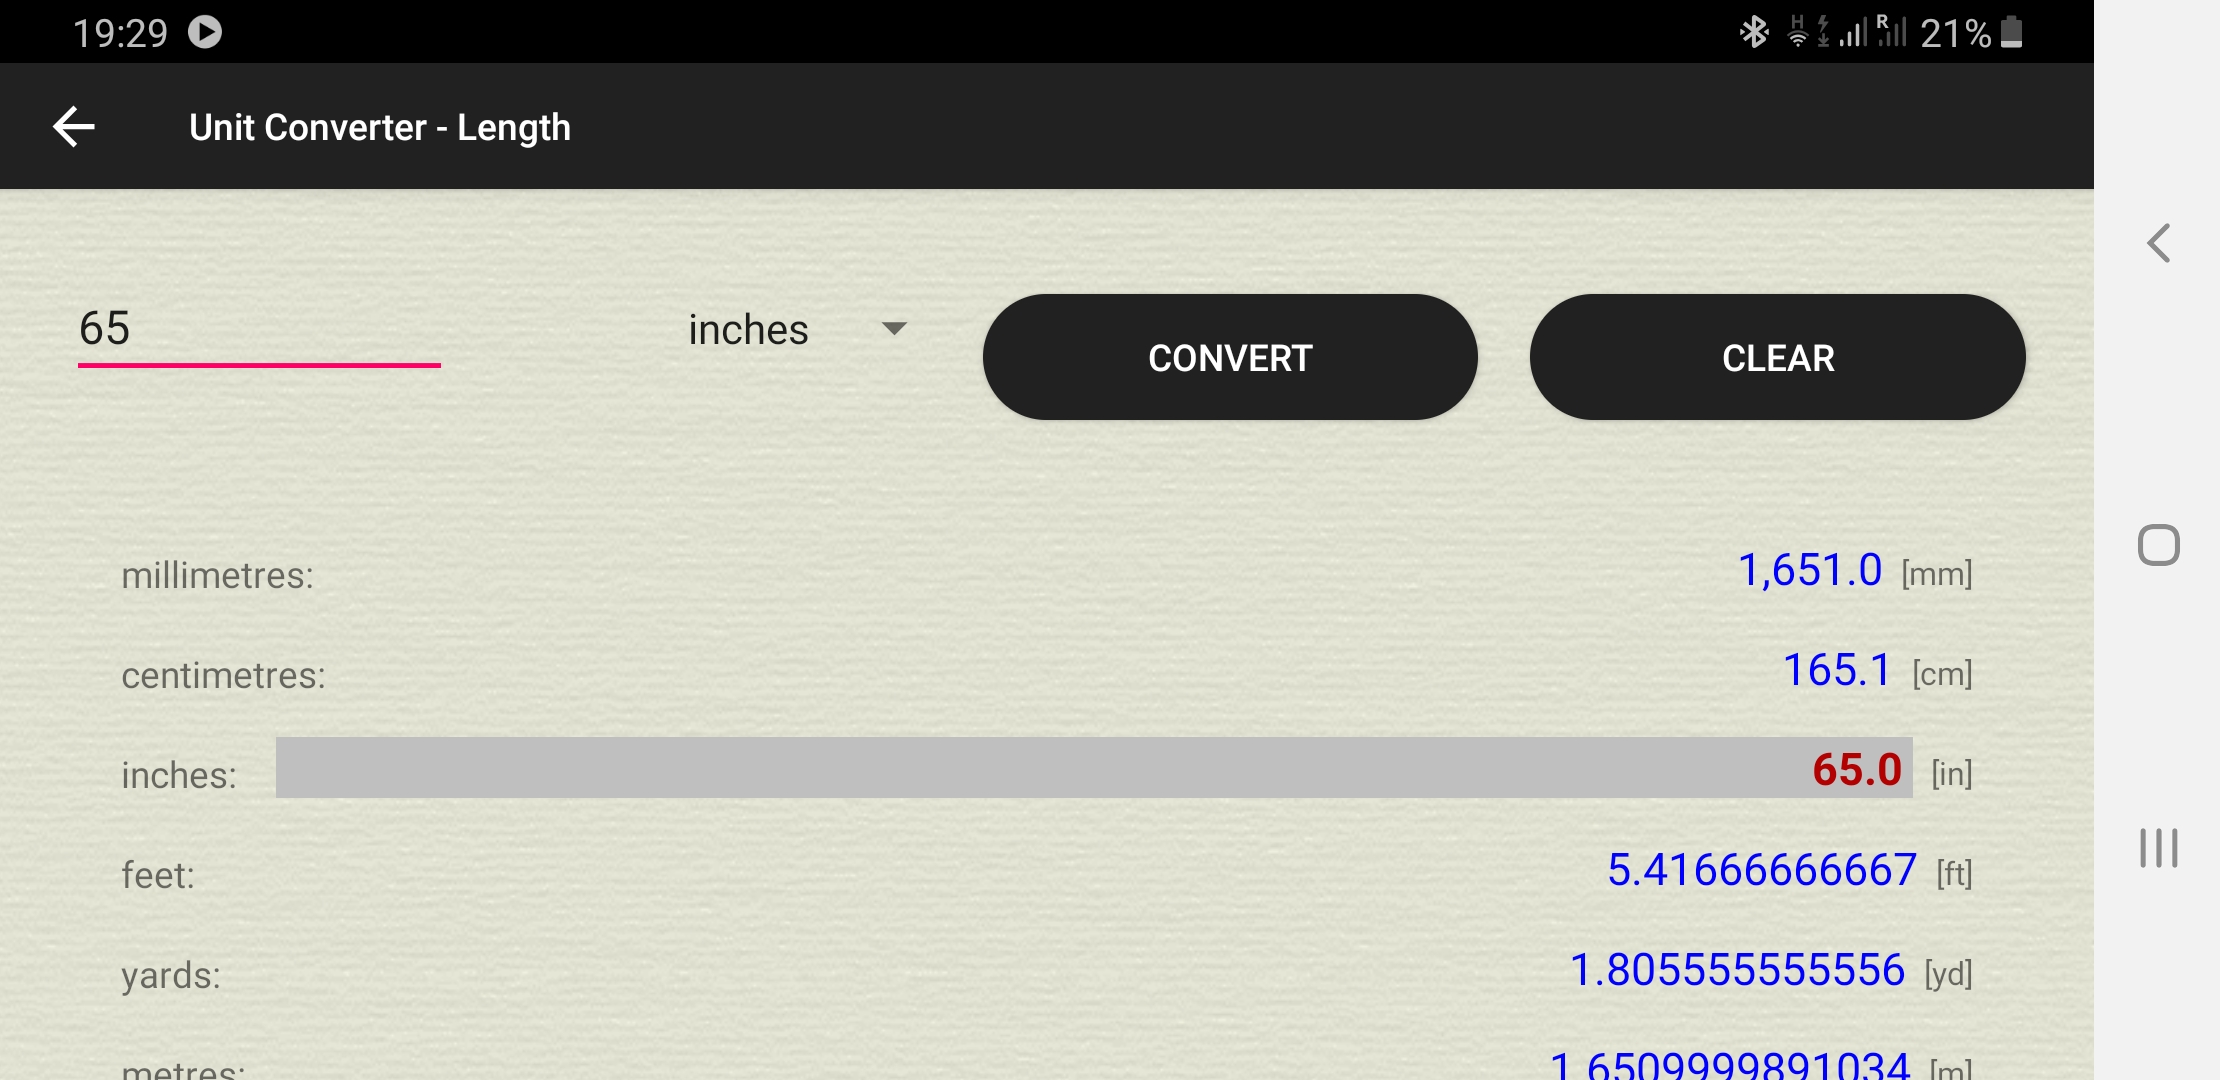 19:29 H R 21%
Unit Converter - Length
65 inches CONVERT CLEAR
millimetres: 1,651.0 [mm]
centimetres: 165.1 [cm]
inches: 65.0 [in]
feet: 5.41666666667 [ft]
yards: 1.805555555556 [yd]
metres: 1.6509999891034 [m]